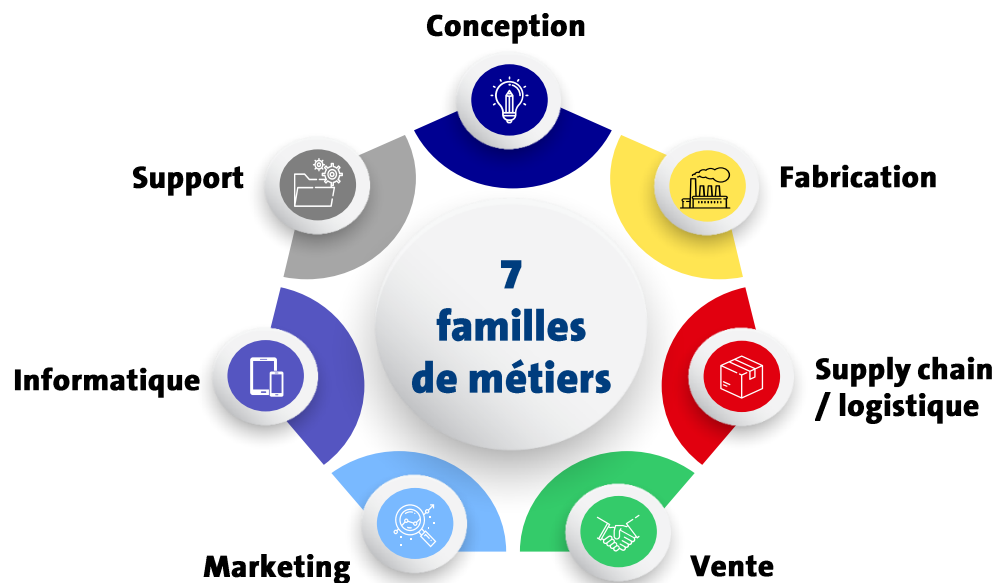 Conception
Support
Fabrication
7
familles
de métiers
Informatique
Supply chain
/ logistique
Marketing
Vente